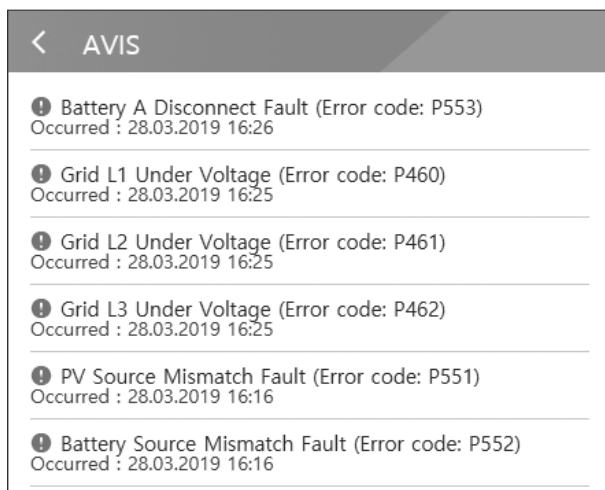 AVIS
Battery A Disconnect Fault (Error code: P553)
Occurred : 28.03.2019 16:26
Grid L1 Under Voltage (Error code: P460)
Occurred : 28.03.2019 16:25
Grid L2 Under Voltage (Error code: P461)
Occurred : 28.03.2019 16:25
Grid L3 Under Voltage (Error code: P462)
Occurred : 28.03.2019 16:25
PV Source Mismatch Fault (Error code: P551)
Occurred : 28.03.2019 16:16
Battery Source Mismatch Fault (Error code: P552)
Occurred : 28.03.2019 16:16